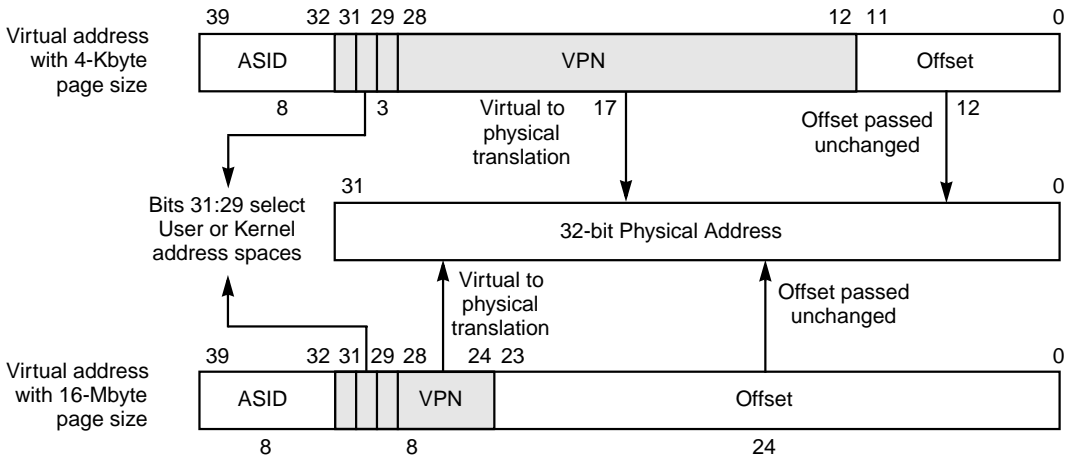 39 32 31 29 28 12 11 0
Virtual address
with 4-Kbyte
page size
ASID VPN Offset
8 3 Virtual to
physical
translation
17 Offset passed
unchanged
12
Bits 31:29 select
User or Kernel
address spaces
31 0
32-bit Physical Address
Virtual to
physical
translation
Offset passed
unchanged
39 32 31 29 28 24 23 0
Virtual address
with 16-Mbyte
page size
ASID VPN Offset
8 8 24